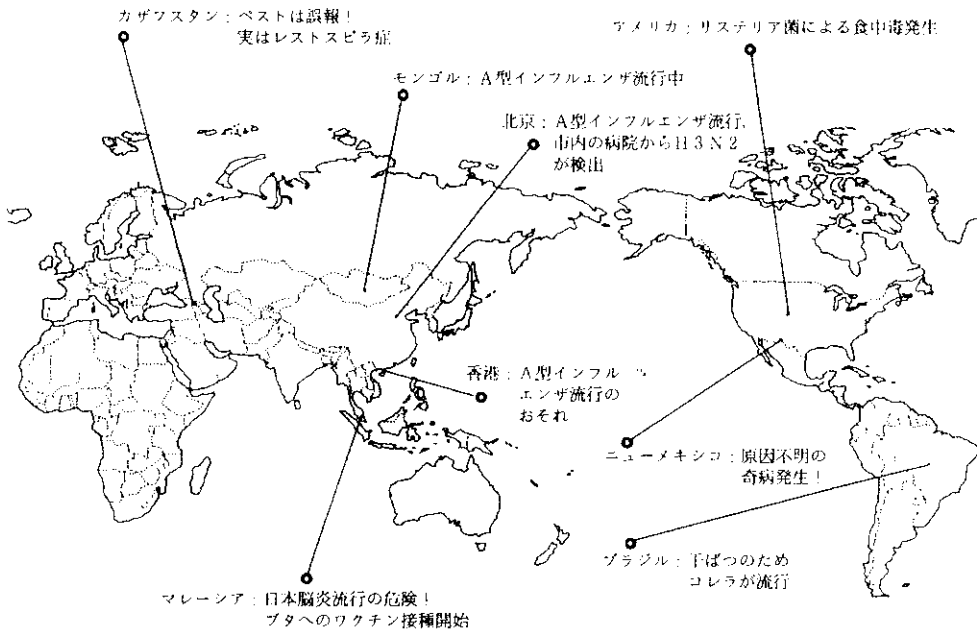 カザフスタン：ペストは誤報！
実はレストスピラ症
アメリカ：リステリア菌による食中毒発生
モンゴル：A型インフルエンザ流行中
北京：A型インフルエンザ流行、
市内の病院からH３N２
が検出
香港：A型インフル
エンザ流行の
おそれ
ニューメキシコ：原因不明の
奇病発生！
ブラジル：干ばつのため
コレラが流行
マレーシア：日本脳炎流行の危険！
ブタへのワクチン接種開始